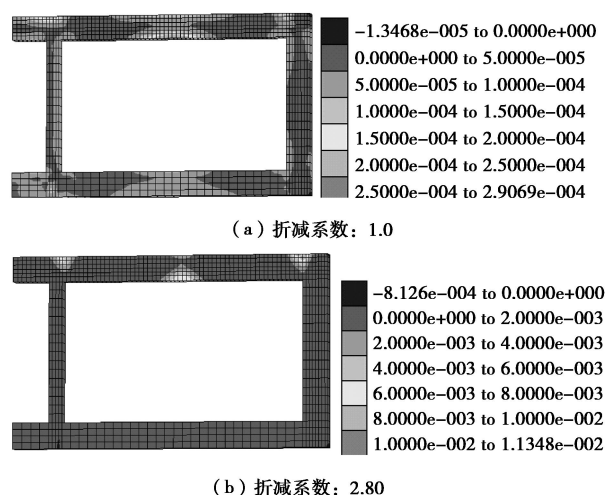 -1.3468e-005 to 0.0000e+000
0.0000e+000 to 5.0000e-005
5.0000e-005 to 1.0000e-004
1.0000e-004 to 1.5000e-004
1.5000e-004 to 2.0000e-004
2.0000e-004 to 2.5000e-004
2.5000e-004 to 2.9069e-004
（a）折减系数：1.0
-8.126e-004 to 0.0000e+000
0.0000e+000 to 2.0000e-003
2.0000e-003 to 4.0000e-003
4.0000e-003 to 6.0000e-003
6.0000e-003 to 8.0000e-003
8.0000e-003 to 1.0000e-002
1.0000e-002 to 1.1348e-002
（b）折减系数：2.80